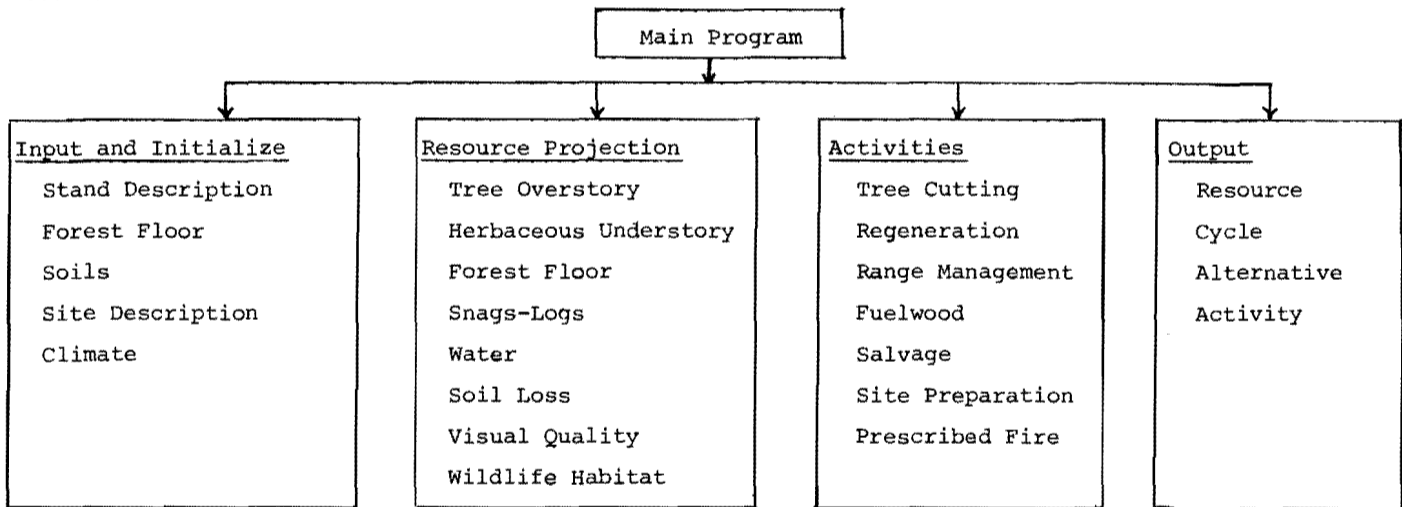 Main Program
Input and Initialize
Stand Description
Forest Floor
Soils
Site Description
Climate
Resource Projection
Tree Overstory
Herbaceous Understory
Forest Floor
Snags-Logs
Water
Soil Loss
Visual Quality
Wildlife Habitat
Activities
Tree Cutting
Regeneration
Range Management
Fuelwood
Salvage
Site Preparation
Prescribed Fire
Output
Resource
Cycle
Alternative
Activity